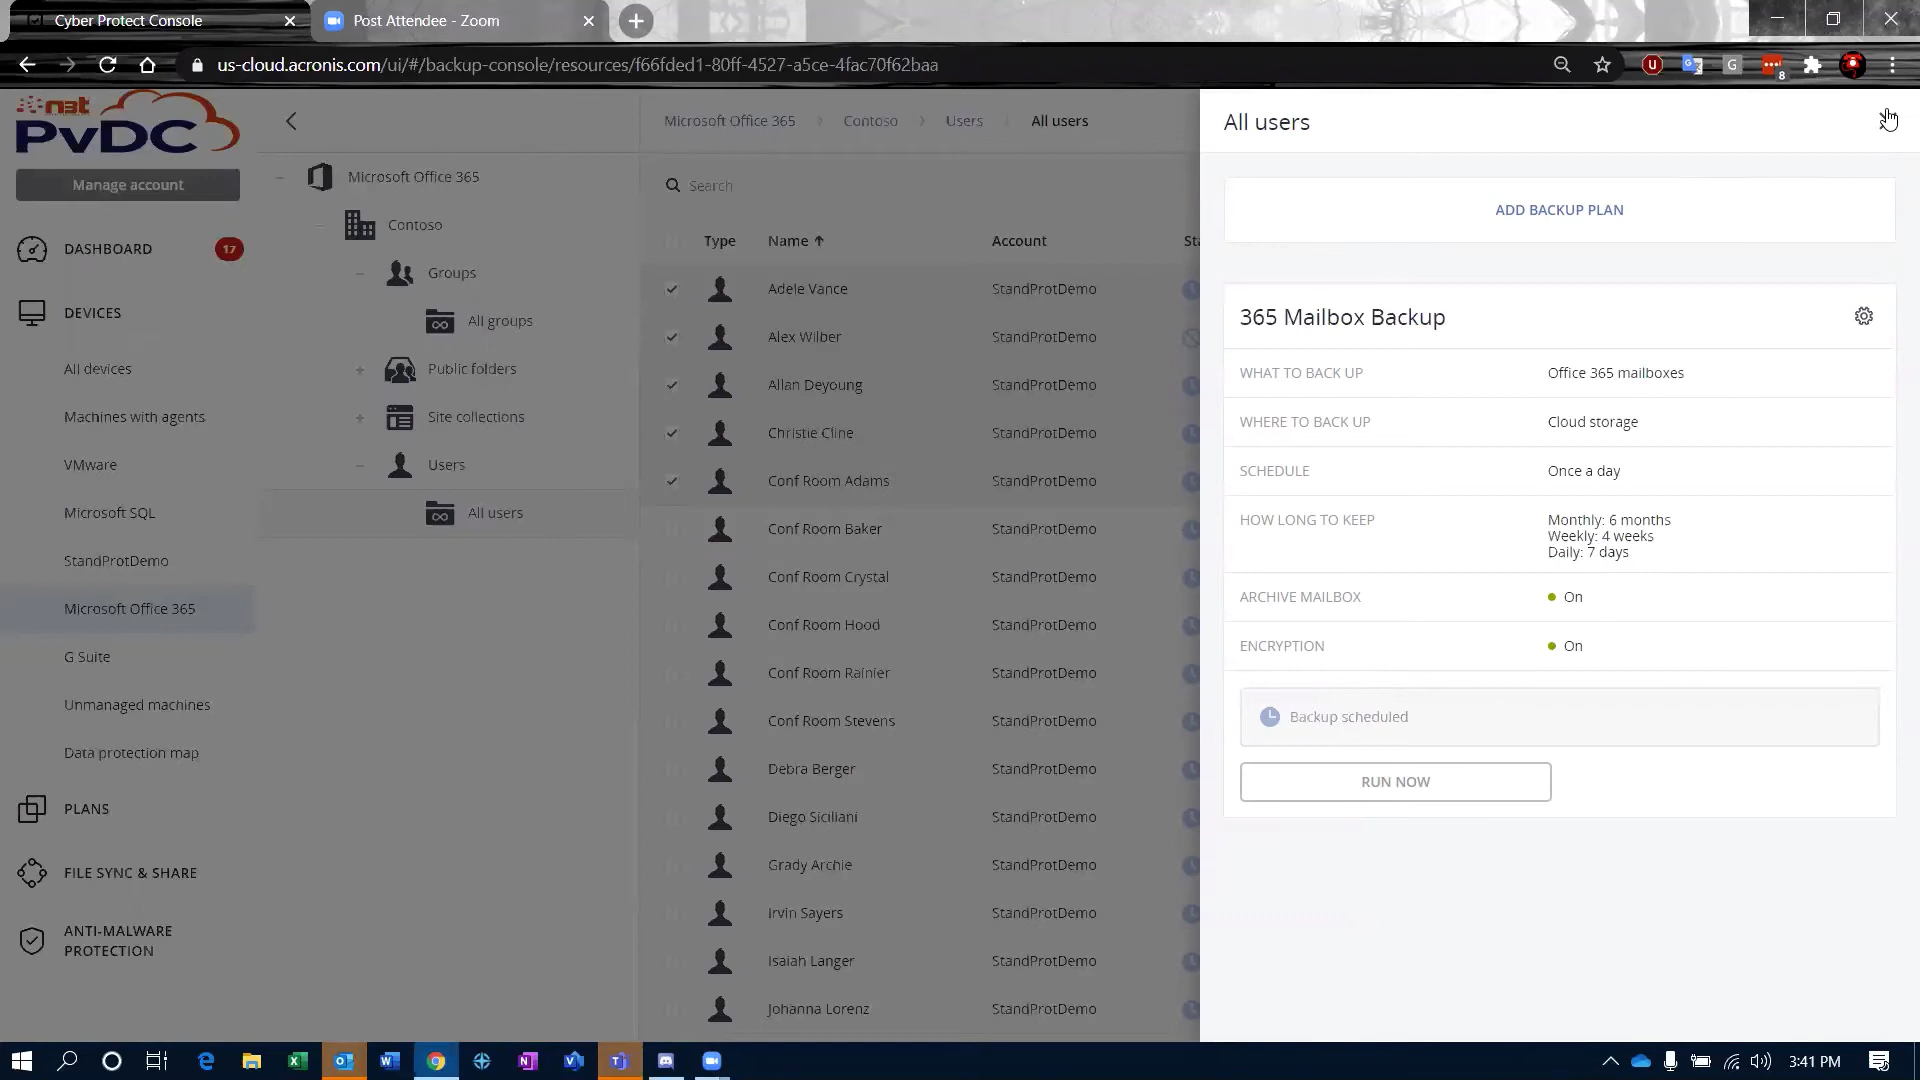 Cyber Protect Console
Post Attendee - Zoom
us-cloud.acronis.com/ui/#/backup-console/resources/f66fded1-80ff-4527-a5ce-4fac70f62baa
U
G
G
8
n3t
PvDC
Manage account
DASHBOARD
17
DEVICES
All devices
Machines with agents
VMware
Microsoft SQL
StandProtDemo
Microsoft Office 365
G Suite
Unmanaged machines
Data protection map
PLANS
FILE SYNC & SHARE
ANTI-MALWARE
PROTECTION
Microsoft Office 365
Contoso
Groups
All groups
Public folders
Site collections
Users
All users
Microsoft Office 365 > Contoso > Users > All users
Search
Type Name Account
Adele Vance StandProtDemo
Alex Wilber StandProtDemo
Allan Deyoung StandProtDemo
Christie Cline StandProtDemo
Conf Room Adams StandProtDemo
Conf Room Baker StandProtDemo
Conf Room Crystal StandProtDemo
Conf Room Hood StandProtDemo
Conf Room Rainier StandProtDemo
Conf Room Stevens StandProtDemo
Debra Berger StandProtDemo
Diego Siciliani StandProtDemo
Grady Archie StandProtDemo
Irvin Sayers StandProtDemo
Isaiah Langer StandProtDemo
Johanna Lorenz StandProtDemo
All users
ADD BACKUP PLAN
365 Mailbox Backup
WHAT TO BACK UP Office 365 mailboxes
WHERE TO BACK UP Cloud storage
SCHEDULE Once a day
HOW LONG TO KEEP Monthly: 6 months
Weekly: 4 weeks
Daily: 7 days
ARCHIVE MAILBOX On
ENCRYPTION On
Backup scheduled
RUN NOW
3:41 PM